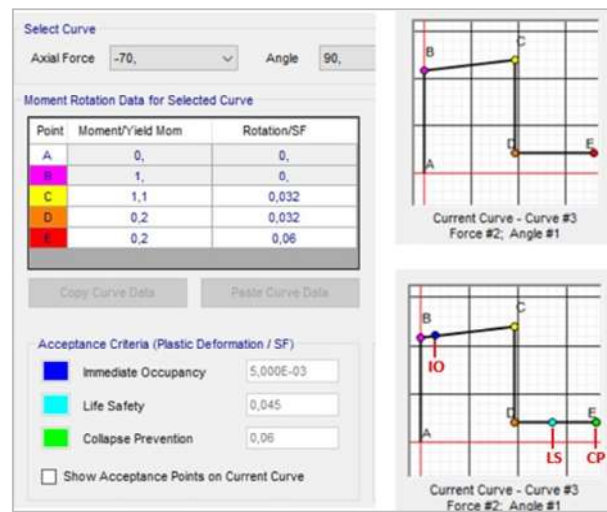 Select Curve
Axial Force -70, Angle 90,
Moment Rotation Data for Selected Curve
Point Moment/Yield Mom Rotation/SF
A 0, 0,
B 1, 0,
C 1,1 0,032
D 0,2 0,032
E 0,2 0,06
Copy Curve Data Paste Curve Data
Acceptance Criteria (Plastic Deformation / SF)
Immediate Occupancy 5,000E-03
Life Safety 0,045
Collapse Prevention 0,06
Show Acceptance Points on Current Curve
B C
A D E
Current Curve - Curve #3
Force #2; Angle #1
B C
IO
A D E
LS CP
Current Curve - Curve #3
Force #2; Angle #1